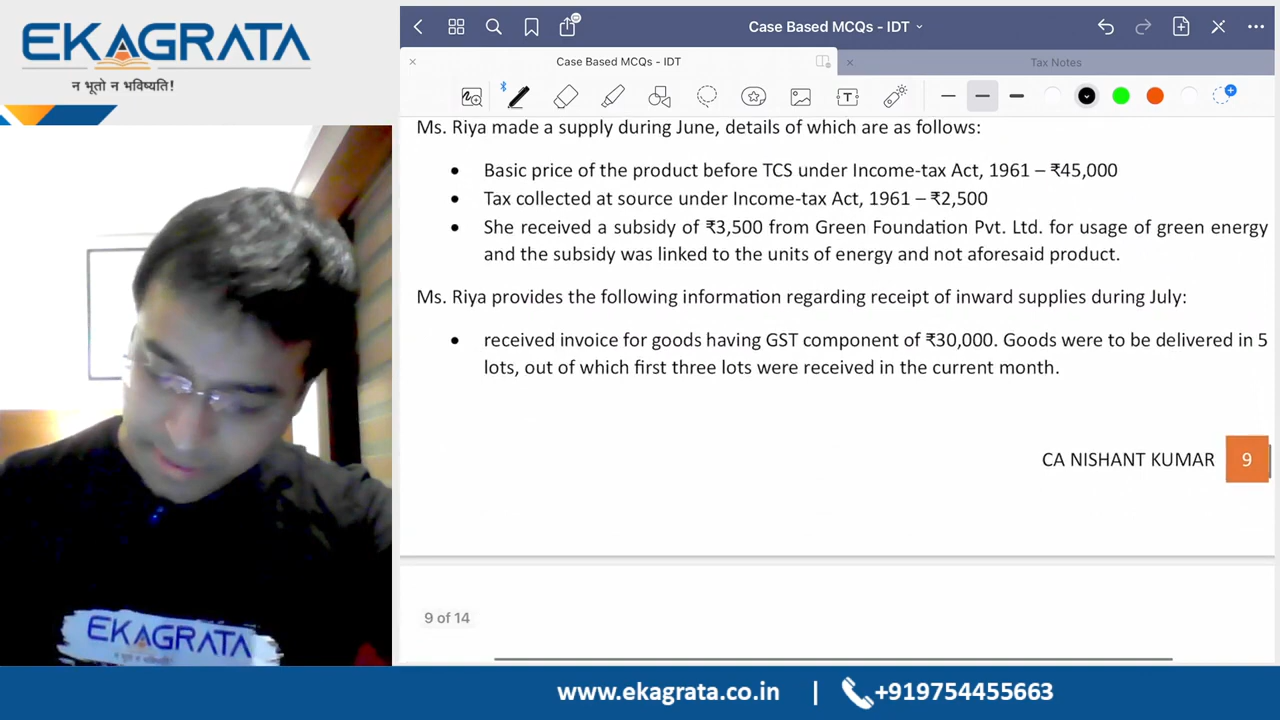 EKAGRATA
न भूतो न भविष्यति!
Case Based MCQs - IDT
Case Based MCQs - IDT
Tax Notes
Ms. Riya made a supply during June, details of which are as follows:
• Basic price of the product before TCS under Income-tax Act, 1961 – ₹45,000
• Tax collected at source under Income-tax Act, 1961 – ₹2,500
• She received a subsidy of ₹3,500 from Green Foundation Pvt. Ltd. for usage of green energy
and the subsidy was linked to the units of energy and not aforesaid product.
Ms. Riya provides the following information regarding receipt of inward supplies during July:
• received invoice for goods having GST component of ₹30,000. Goods were to be delivered in 5
lots, out of which first three lots were received in the current month.
CA NISHANT KUMAR 9
9 of 14
EKAGRATA
न भूतो न भविष्यति!
www.ekagrata.co.in | +919754455663